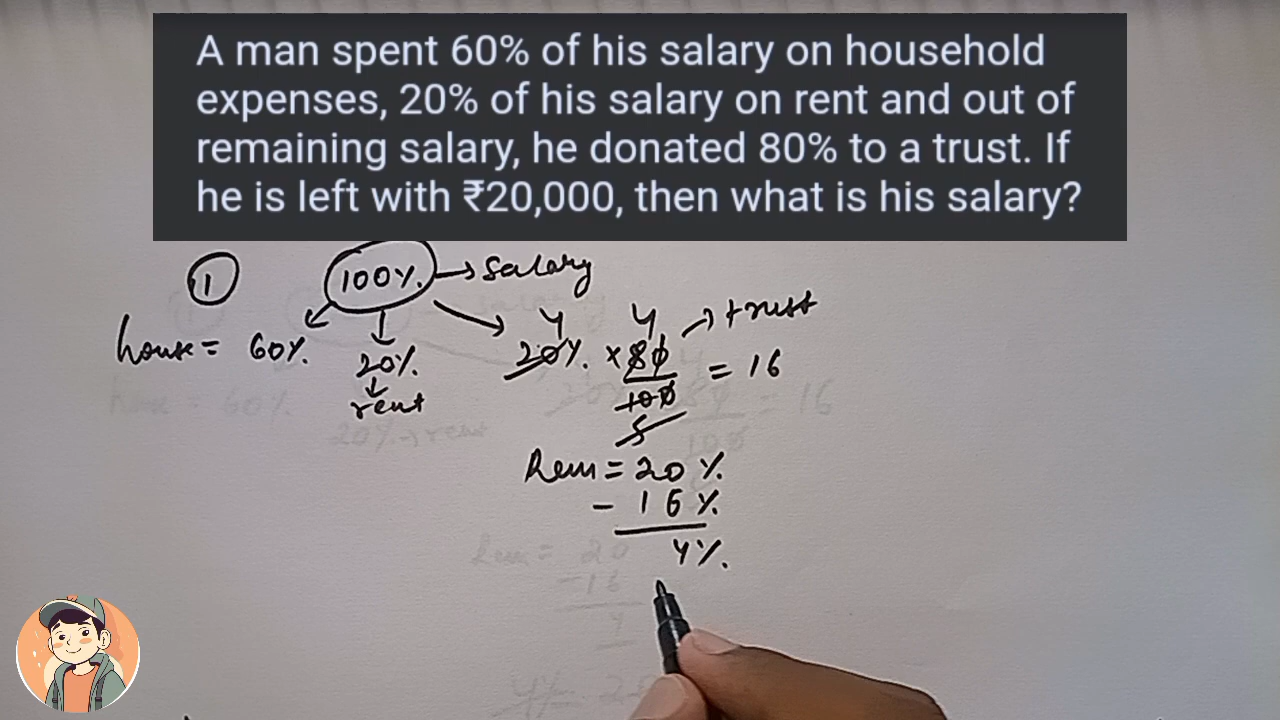 A man spent 60% of his salary on household
expenses, 20% of his salary on rent and out of
remaining salary, he donated 80% to a trust. If
he is left with ₹20,000, then what is his salary?
1 100% → salary
4 4 → trust
house = 60% 20% 20% × 80 = 16
rent 100
5
Rem = 20%
- 16%
4%